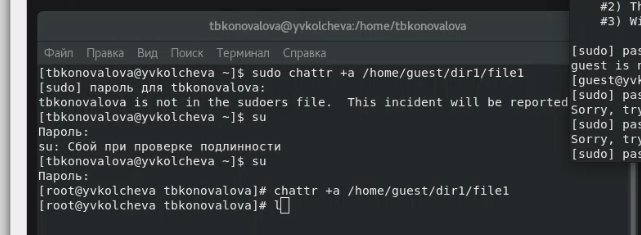 tbkonovalova@yvkolcheva:/home/tbkonovalova
Файл Правка Вид Поиск Терминал Справка
[tbkonovalova@yvkolcheva ~]$ sudo chattr +a /home/guest/dir1/file1
[sudo] пароль для tbkonovalova:
tbkonovalova is not in the sudoers file.  This incident will be reported
[tbkonovalova@yvkolcheva ~]$ su
Пароль:
su: Сбой при проверке подлинности
[tbkonovalova@yvkolcheva ~]$ su
Пароль:
[root@yvkolcheva tbkonovalova]# chattr +a /home/guest/dir1/file1
[root@yvkolcheva tbkonovalova]# l
#2) Th
#3) Wi
[sudo] pas
guest is n
[guest@yvk
[sudo] pas
Sorry, try
[sudo] pas
Sorry, try
[sudo] pas